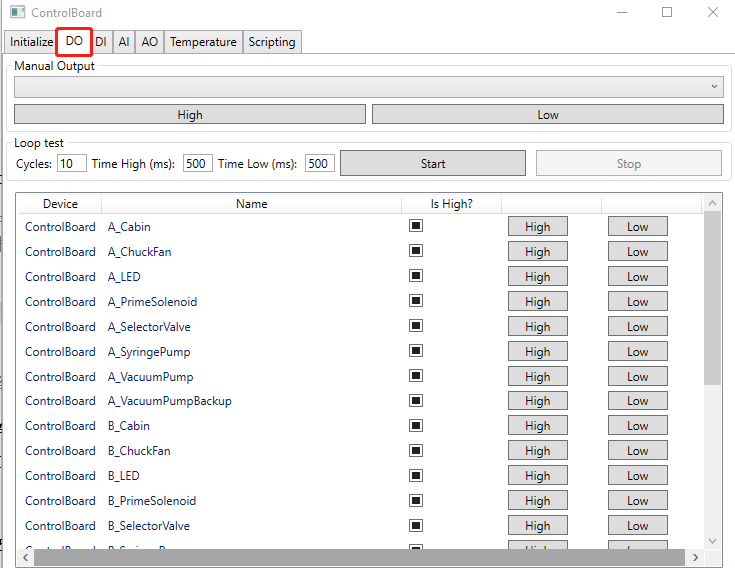 ControlBoard
Initialize DO DI AI AO Temperature Scripting
Manual Output
High Low
Loop test
Cycles: 10 Time High (ms): 500 Time Low (ms): 500 Start Stop
Device Name Is High?
ControlBoard A_Cabin High Low
ControlBoard A_ChuckFan High Low
ControlBoard A_LED High Low
ControlBoard A_PrimeSolenoid High Low
ControlBoard A_SelectorValve High Low
ControlBoard A_SyringePump High Low
ControlBoard A_VacuumPump High Low
ControlBoard A_VacuumPumpBackup High Low
ControlBoard B_Cabin High Low
ControlBoard B_ChuckFan High Low
ControlBoard B_LED High Low
ControlBoard B_PrimeSolenoid High Low
ControlBoard B_SelectorValve High Low